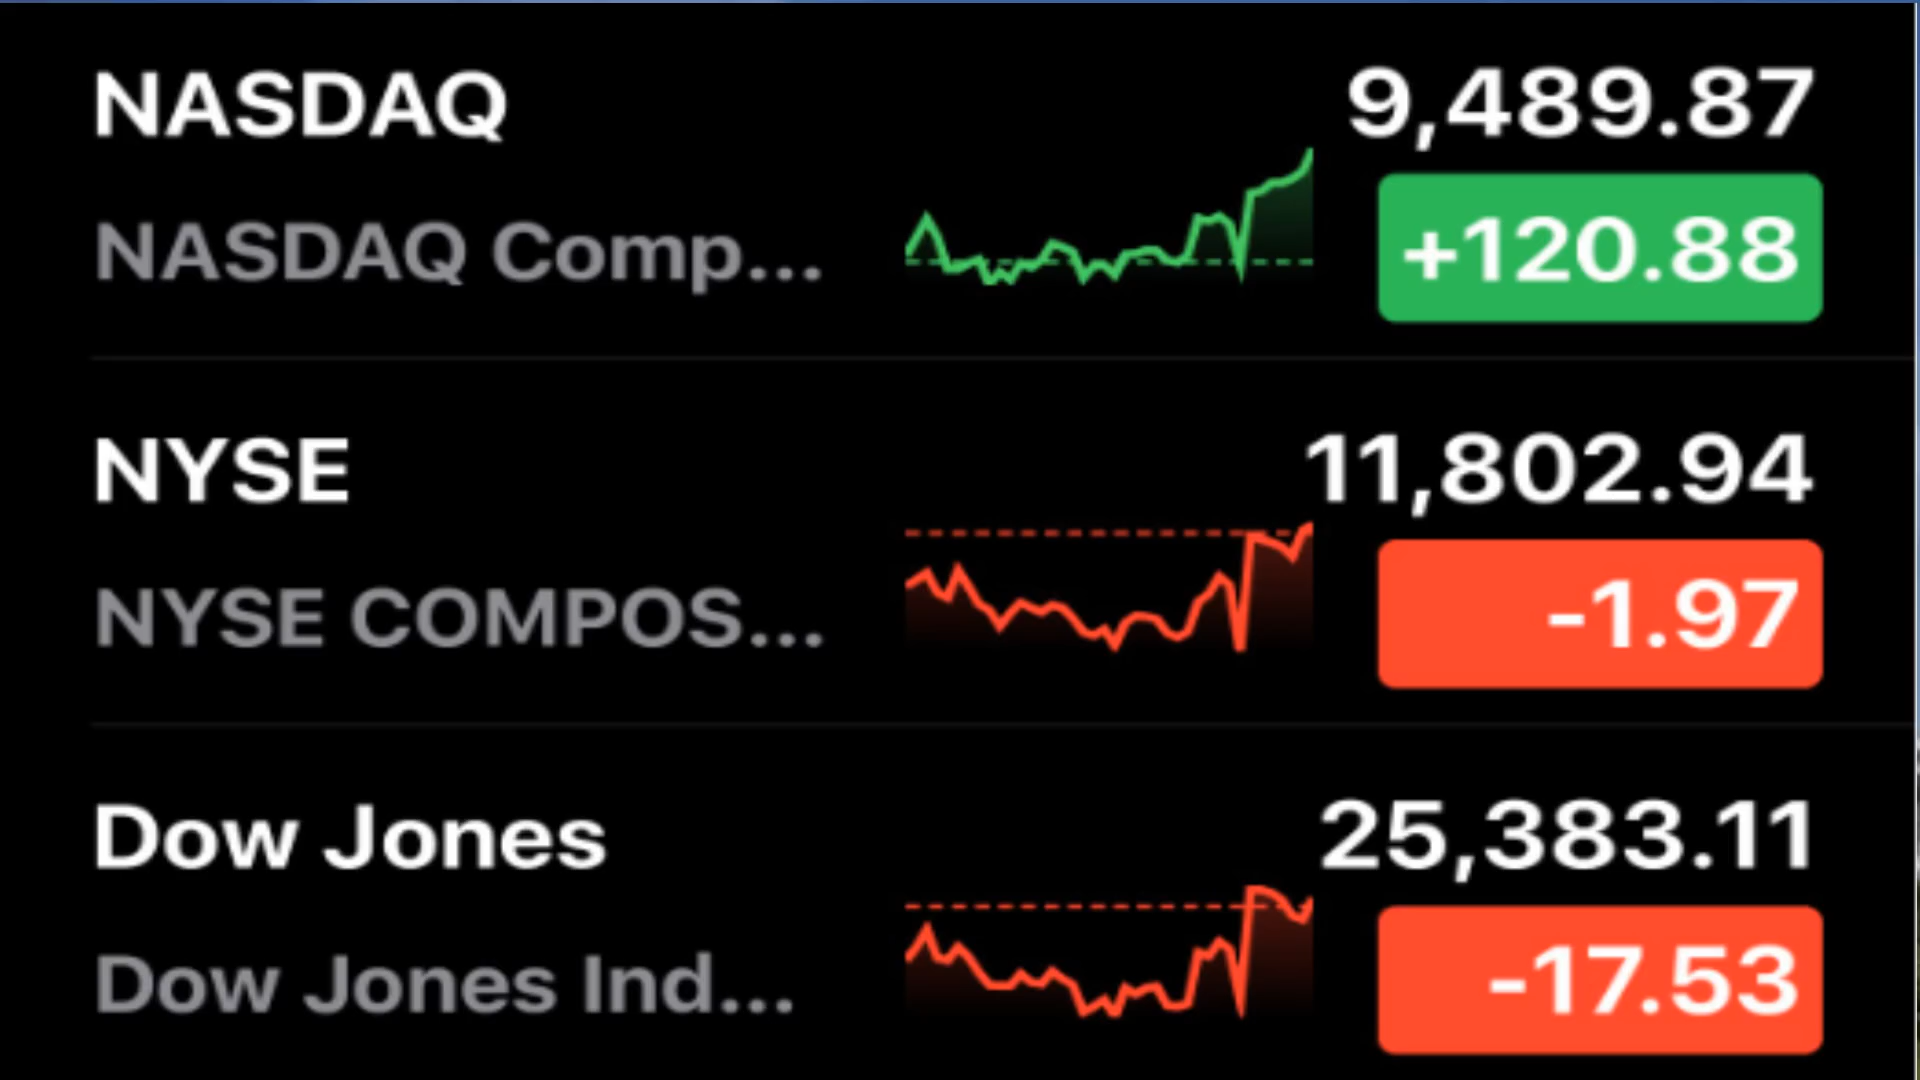 NASDAQ 9,489.87
NASDAQ Comp... +120.88
NYSE 11,802.94
NYSE COMPOS... -1.97
Dow Jones 25,383.11
Dow Jones Ind... -17.53